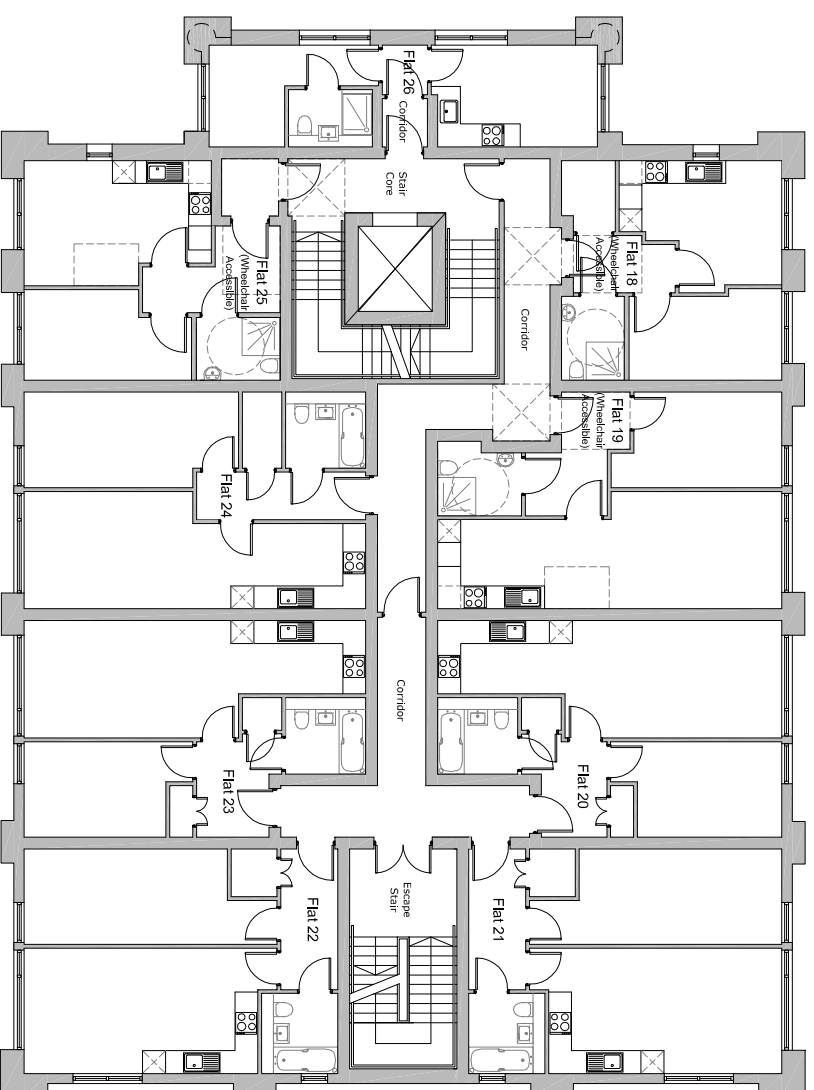 Flat 26
Corridor
Stair
Core
Flat 25
(Wheelchair
Accessible)
Flat 18
(Wheelchair
Accessible)
Corridor
Flat 19
(Wheelchair
Accessible)
Flat 24
Corridor
Flat 23
Flat 20
Flat 22
Escape
Stair
Flat 21